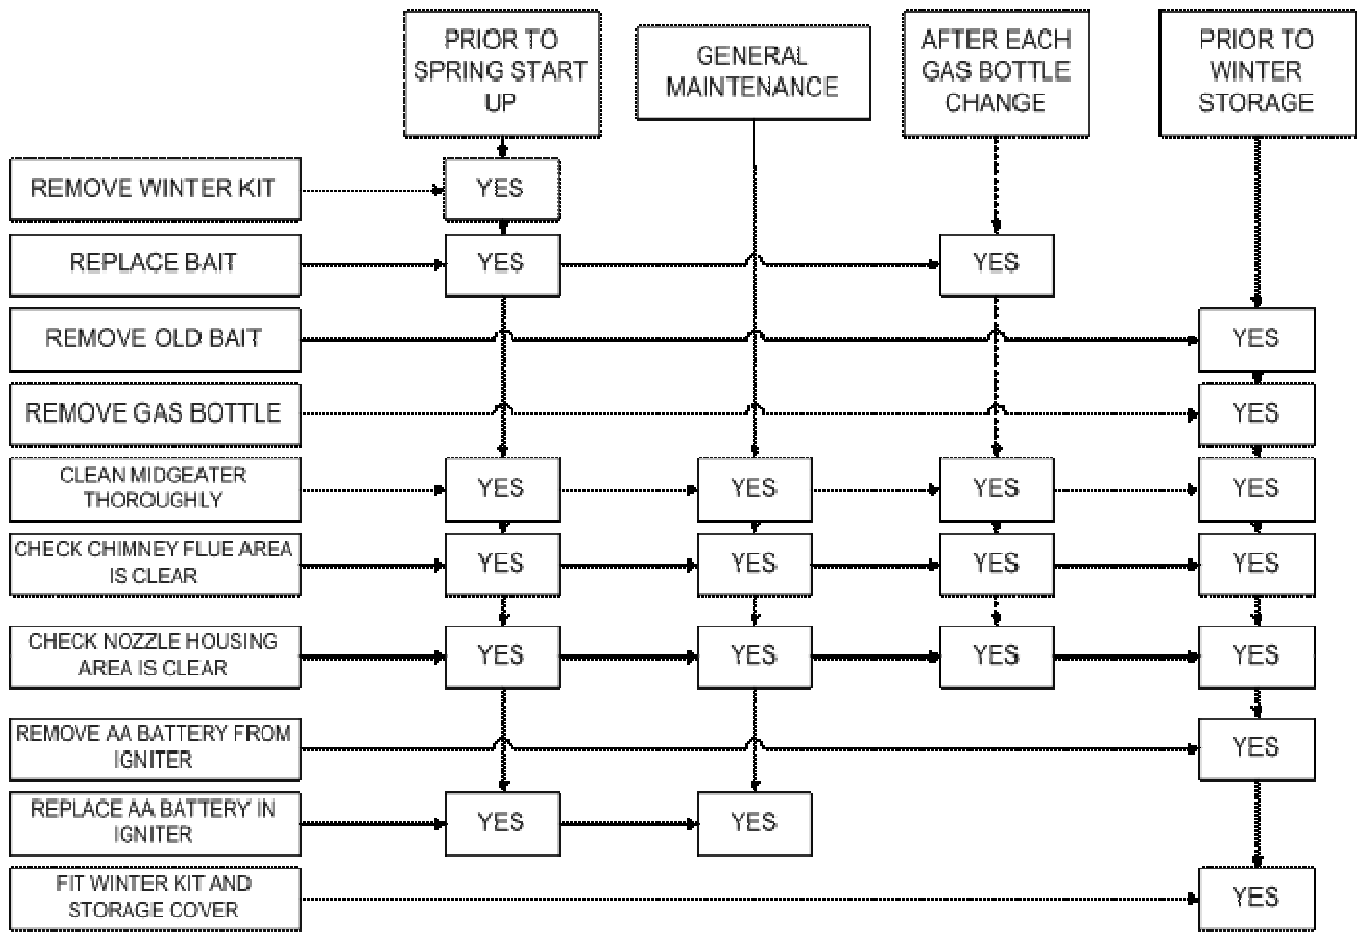 PRIOR TO
SPRING START
UP
GENERAL
MAINTENANCE
AFTER EACH
GAS BOTTLE
CHANGE
PRIOR TO
WINTER
STORAGE
REMOVE WINTER KIT
YES
REPLACE BAIT
YES
YES
REMOVE OLD BAIT
YES
REMOVE GAS BOTTLE
YES
CLEAN MIDGEATER
THOROUGHLY
YES
YES
YES
YES
CHECK CHIMNEY FLUE AREA
IS CLEAR
YES
YES
YES
YES
CHECK NOZZLE HOUSING
AREA IS CLEAR
YES
YES
YES
YES
REMOVE AA BATTERY FROM
IGNITER
YES
REPLACE AA BATTERY IN
IGNITER
YES
YES
FIT WINTER KIT AND
STORAGE COVER
YES